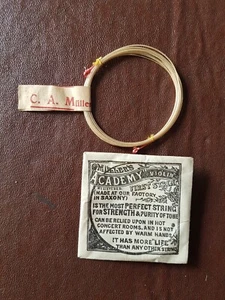 C. A. Müller
MÜLLER'S
ACADEMY VIOLIN
FIRSTS
(MADE AT OUR FACTORY
IN SAXONY)
IS THE MOST PERFECT STRING
FOR STRENGTH & PURITY OF TONE
CAN BE RELIED UPON IN HOT
CONCERT ROOMS, AND IS NOT
AFFECTED BY WARM HANDS.
IT HAS MORE LIFE
THAN ANY OTHER STRING